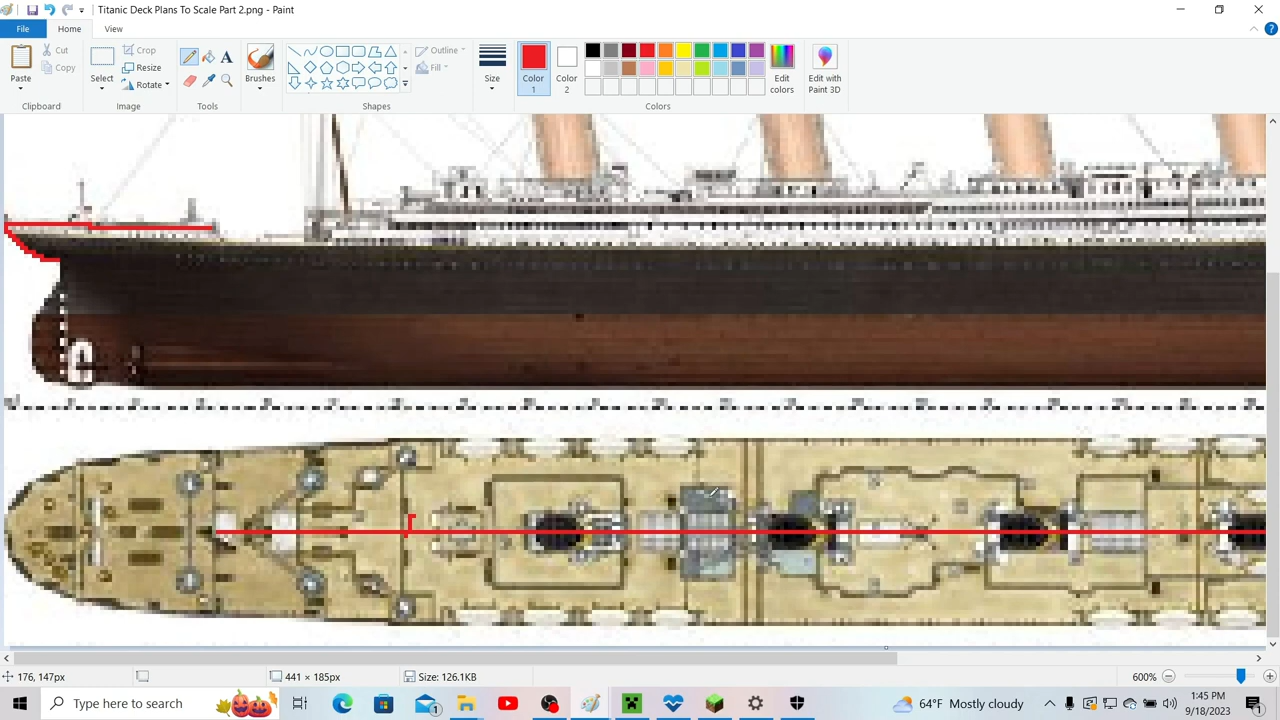 Titanic Deck Plans To Scale Part 2.png - Paint
File Home View
Paste
Cut
Copy
Clipboard
Select
Crop
Resize
Rotate
Image
A
Tools
Brushes
Outline
Fill
Shapes
Size
Color 1
Color 2
Edit colors
Colors
Edit with Paint 3D
176, 147px
441 × 185px
Size: 126.1KB
600%
Type here to search
1
64°F Mostly cloudy
1:45 PM
9/18/2023
1